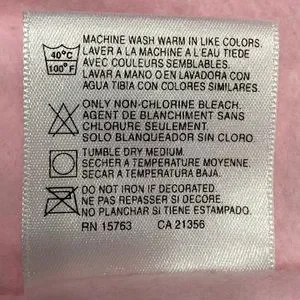 40°C
100°F
MACHINE WASH WARM IN LIKE COLORS.
LAVER A LA MACHINE A L'EAU TIEDE
AVEC COULEURS SEMBLABLES.
LAVAR A MANO O EN LAVADORA CON
AGUA TIBIA CON COLORES SIMILARES.
ONLY NON-CHLORINE BLEACH.
AGENT DE BLANCHIMENT SANS
CHLORURE SEULEMENT.
SOLO BLANQUEADOR SIN CLORO.
TUMBLE DRY MEDIUM.
SECHER A TEMPERATURE MOYENNE.
SECAR A TEMPERATURA BAJA.
DO NOT IRON IF DECORATED.
NE PAS REPASSER SI DECORE.
NO PLANCHAR SI TIENE ESTAMPADO.
RN 15763 CA 21356